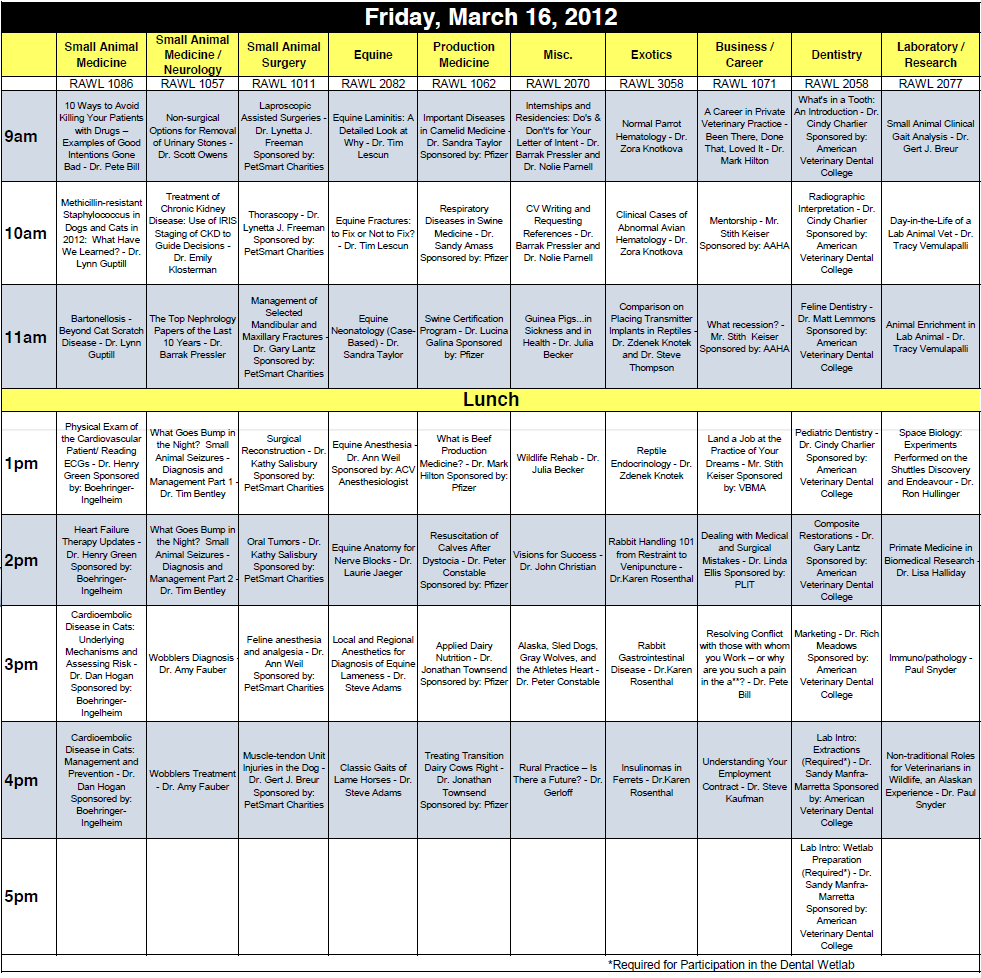 Friday, March 16, 2012
Small Animal
Medicine
Small Animal
Medicine /
Neurology
Small Animal
Surgery
Equine
Production
Medicine
Misc.
Exotics
Business /
Career
Dentistry
Laboratory /
Research
RAWL 1086
RAWL 1057
RAWL 1011
RAWL 2082
RAWL 1062
RAWL 2070
RAWL 3058
RAWL 1071
RAWL 2058
RAWL 2077
9am
10 Ways to Avoid
Killing Your Patients
with Drugs –
Examples of Good
Intentions Gone
Bad - Dr. Pete Bill
Non-surgical
Options for Removal
of Urinary Stones -
Dr. Scott Owens
Laproscopic
Assisted Surgeries -
Dr. Lynetta J.
Freeman
Sponsored by:
PetSmart Charities
Equine Laminitis: A
Detailed Look at
Why - Dr. Tim
Lescun
Important Diseases
in Camelid Medicine -
Dr. Sandra Taylor
Sponsored by: Pfizer
Internships and
Residencies: Do's &
Don't's for Your
Letter of Intent - Dr.
Barrak Pressler and
Dr. Nolie Parnell
Normal Parrot
Hematology - Dr.
Zora Knotkova
A Career in Private
Veterinary Practice -
Been There, Done
That, Loved It - Dr.
Mark Hilton
What's in a Tooth:
An Introduction - Dr.
Cindy Charlier
Sponsored by:
American
Veterinary Dental
College
Small Animal Clinical
Gait Analysis - Dr.
Gert J. Breur
10am
Methicillin-resistant
Staphylococcus in
Dogs and Cats in
2012:  What Have
We Learned? - Dr.
Lynn Guptill
Treatment of
Chronic Kidney
Disease: Use of IRIS
Staging of CKD to
Guide Decisions -
Dr. Emily
Klosterman
Thorascopy - Dr.
Lynetta J. Freeman
Sponsored by:
PetSmart Charities
Equine Fractures:
to Fix or Not to Fix?
- Dr. Tim Lescun
Respiratory
Diseases in Swine
Medicine - Dr.
Sandy Amass
Sponsored by: Pfizer
CV Writing and
Requesting
References - Dr.
Barrak Pressler and
Dr. Nolie Parnell
Clinical Cases of
Abnormal Avian
Hematology - Dr.
Zora Knotkova
Mentorship - Mr.
Stith Keiser
Sponsored by: AAHA
Radiographic
Interpretation - Dr.
Cindy Charlier
Sponsored by:
American
Veterinary Dental
College
Day-in-the-Life of a
Lab Animal Vet - Dr.
Tracy Vemulapalli
11am
Bartonellosis -
Beyond Cat Scratch
Disease - Dr. Lynn
Guptill
The Top Nephrology
Papers of the Last
10 Years - Dr.
Barrak Pressler
Management of
Selected
Mandibular and
Maxillary Fractures -
Dr. Gary Lantz
Sponsored by:
PetSmart Charities
Equine
Neonatology (Case-
Based) - Dr.
Sandra Taylor
Swine Certification
Program - Dr. Lucina
Galina Sponsored
by: Pfizer
Guinea Pigs...in
Sickness and in
Health - Dr. Julia
Becker
Comparison on
Placing Transmitter
Implants in Reptiles -
Dr. Zdenek Knotek
and Dr. Steve
Thompson
What recession? -
Mr. Stith  Keiser
Sponsored by: AAHA
Feline Dentistry -
Dr. Matt Lemmons
Sponsored by:
American
Veterinary Dental
College
Animal Enrichment in
Lab Animal - Dr.
Tracy Vemulapalli
Lunch
1pm
Physical Exam of
the Cardiovascular
Patient/ Reading
ECGs - Dr. Henry
Green Sponsored
by: Boehringer-
Ingelheim
What Goes Bump in
the Night?  Small
Animal Seizures -
Diagnosis and
Management Part 1 -
Dr. Tim Bentley
Surgical
Reconstruction - Dr.
Kathy Salisbury
Sponsored by:
PetSmart Charities
Equine Anesthesia -
Dr. Ann Weil
Sponsored by: ACV
Anesthesiologist
What is Beef
Production
Medicine? - Dr. Mark
Hilton Sponsored by:
Pfizer
Wildlife Rehab - Dr.
Julia Becker
Reptile
Endocrinology - Dr.
Zdenek Knotek
Land a Job at the
Practice of Your
Dreams - Mr. Stith
Keiser Sponsored by:
VBMA
Pediatric Dentistry -
Dr. Cindy Charlier
Sponsored by:
American
Veterinary Dental
College
Space Biology:
Experiments
Performed on the
Shuttles Discovery
and Endeavour - Dr.
Ron Hullinger
2pm
Heart Failure
Therapy Updates -
Dr. Henry Green
Sponsored by:
Boehringer-
Ingelheim
What Goes Bump in
the Night?  Small
Animal Seizures -
Diagnosis and
Management Part 2 -
Dr. Tim Bentley
Oral Tumors - Dr.
Kathy Salisbury
Sponsored by:
PetSmart Charities
Equine Anatomy for
Nerve Blocks - Dr.
Laurie Jaeger
Resuscitation of
Calves After
Dystocia - Dr. Peter
Constable
Sponsored by: Pfizer
Visions for Success -
Dr. John Christian
Rabbit Handling 101
from Restraint to
Venipuncture -
Dr.Karen Rosenthal
Dealing with Medical
and Surgical
Mistakes - Dr. Linda
Ellis Sponsored by:
PLIT
Composite
Restorations - Dr.
Gary Lantz
Sponsored by:
American
Veterinary Dental
College
Primate Medicine in
Biomedical Research -
Dr. Lisa Halliday
3pm
Cardioembolic
Disease in Cats:
Underlying
Mechanisms and
Assessing Risk -
Dr. Dan Hogan
Sponsored by:
Boehringer-
Ingelheim
Wobblers Diagnosis -
Dr. Amy Fauber
Feline anesthesia
and analgesia - Dr.
Ann Weil
Sponsored by:
PetSmart Charities
Local and Regional
Anesthetics for
Diagnosis of Equine
Lameness - Dr.
Steve Adams
Applied Dairy
Nutrition - Dr.
Jonathan Townsend
Sponsored by: Pfizer
Alaska, Sled Dogs,
Gray Wolves, and
the Athletes Heart -
Dr. Peter Constable
Rabbit
Gastrointestinal
Disease - Dr.Karen
Rosenthal
Resolving Conflict
with those with whom
you Work – or why
are you such a pain
in the a**? - Dr. Pete
Bill
Marketing - Dr. Rich
Meadows
Sponsored by:
American
Veterinary Dental
College
Immuno/pathology -
Paul Snyder
4pm
Cardioembolic
Disease in Cats:
Management and
Prevention - Dr.
Dan Hogan
Sponsored by:
Boehringer-
Ingelheim
Wobblers Treatment
- Dr. Amy Fauber
Muscle-tendon Unit
Injuries in the Dog -
Dr. Gert J. Breur
Sponsored by:
PetSmart Charities
Classic Gaits of
Lame Horses - Dr.
Steve Adams
Treating Transition
Dairy Cows Right -
Dr. Jonathan
Townsend
Sponsored by: Pfizer
Rural Practice – Is
There a Future? - Dr.
Gerloff
Insulinomas in
Ferrets - Dr.Karen
Rosenthal
Understanding Your
Employment
Contract - Dr. Steve
Kaufman
Lab Intro:
Extractions
(Required*) - Dr.
Sandy Manfra-
Marretta Sponsored
by: American
Veterinary Dental
College
Non-traditional Roles
for Veterinarians in
Wildlife, an Alaskan
Experience - Dr. Paul
Snyder
5pm
Lab Intro: Wetlab
Preparation
(Required*) - Dr.
Sandy Manfra-
Marretta
Sponsored by:
American
Veterinary Dental
College
*Required for Participation in the Dental Wetlab